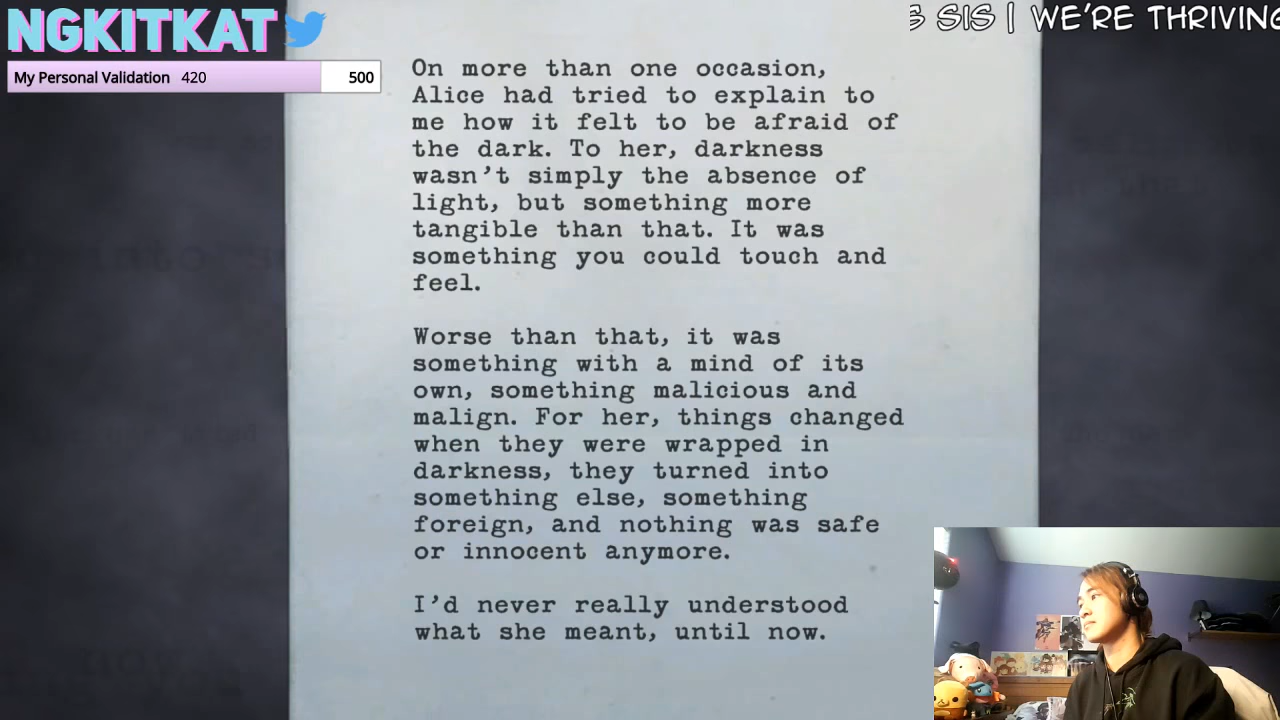 NGKITKAT
SIS | WE'RE THRIVING
My Personal Validation 420
500
On more than one occasion,
Alice had tried to explain to
me how it felt to be afraid of
the dark. To her, darkness
wasn't simply the absence of
light, but something more
tangible than that. It was
something you could touch and
feel.
Worse than that, it was
something with a mind of its
own, something malicious and
malign. For her, things changed
when they were wrapped in
darkness, they turned into
something else, something
foreign, and nothing was safe
or innocent anymore.
I'd never really understood
what she meant, until now.